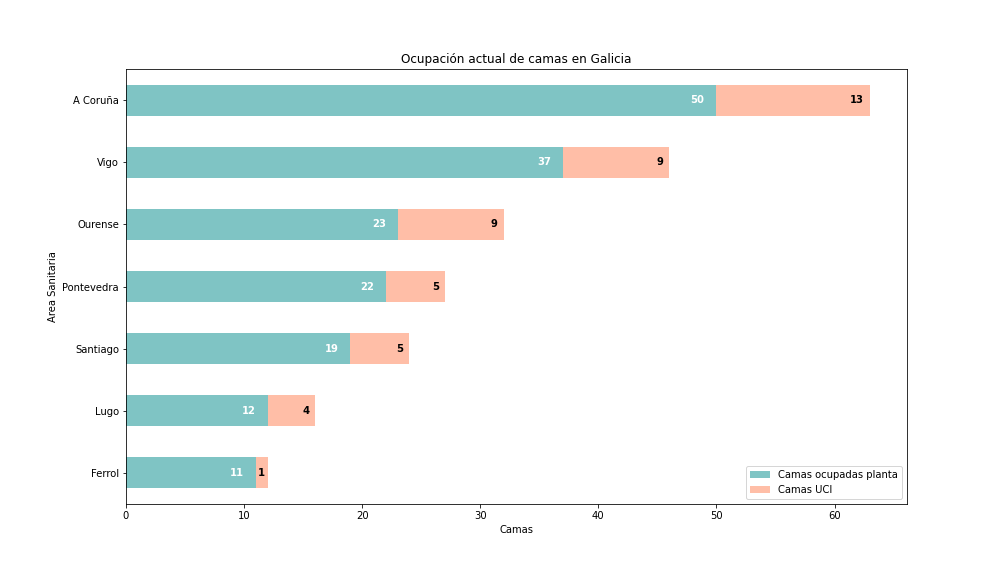 Ocupación actual de camas en Galicia
A Coruña 50 13
Vigo 37 9
Ourense 23 9
Pontevedra 22 5
Santiago 19 5
Lugo 12 4
Ferrol 11 1
Area Sanitaria
Camas ocupadas planta
Camas UCI
0 10 20 30 40 50 60
Camas